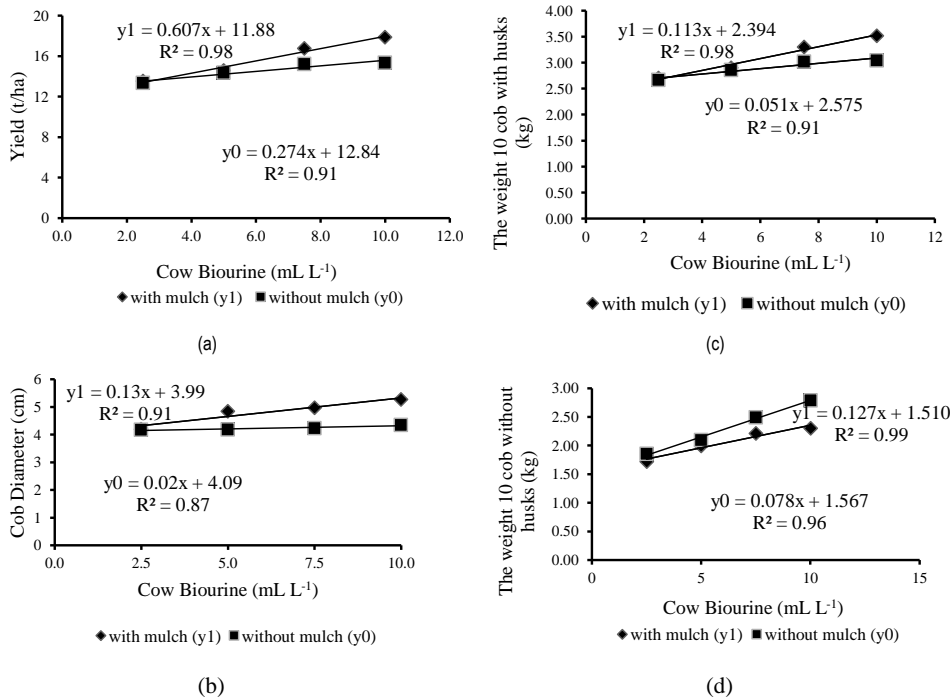 y1 = 0.607x + 11.88
R² = 0.98
y0 = 0.274x + 12.84
R² = 0.91
0
4
8
12
16
20
0.0
2.0
4.0
6.0
8.0
10.0
12.0
Yield (t/ha)
Cow Biourine (mL L⁻¹)
with mulch (y1)
without mulch (y0)
(a)
y1 = 0.113x + 2.394
R² = 0.98
y0 = 0.051x + 2.575
R² = 0.91
0.00
0.50
1.00
1.50
2.00
2.50
3.00
3.50
4.00
0
2
4
6
8
10
12
The weight 10 cob with husks
(kg)
Cow Biourine (mL L⁻¹)
with mulch (y1)
without mulch (y0)
(c)
y1 = 0.13x + 3.99
R² = 0.91
y0 = 0.02x + 4.09
R² = 0.87
0
1
2
3
4
5
6
0.0
2.5
5.0
7.5
10.0
Cob Diameter (cm)
Cow Biourine (mL L⁻¹)
with mulch (y1)
without mulch (y0)
(b)
y1 = 0.127x + 1.510
R² = 0.99
y0 = 0.078x + 1.567
R² = 0.96
0.00
0.50
1.00
1.50
2.00
2.50
3.00
0
5
10
15
The weight 10 cob without
husks (kg)
Cow Biourine (mL L⁻¹)
with mulch (y1)
without mulch (y0)
(d)